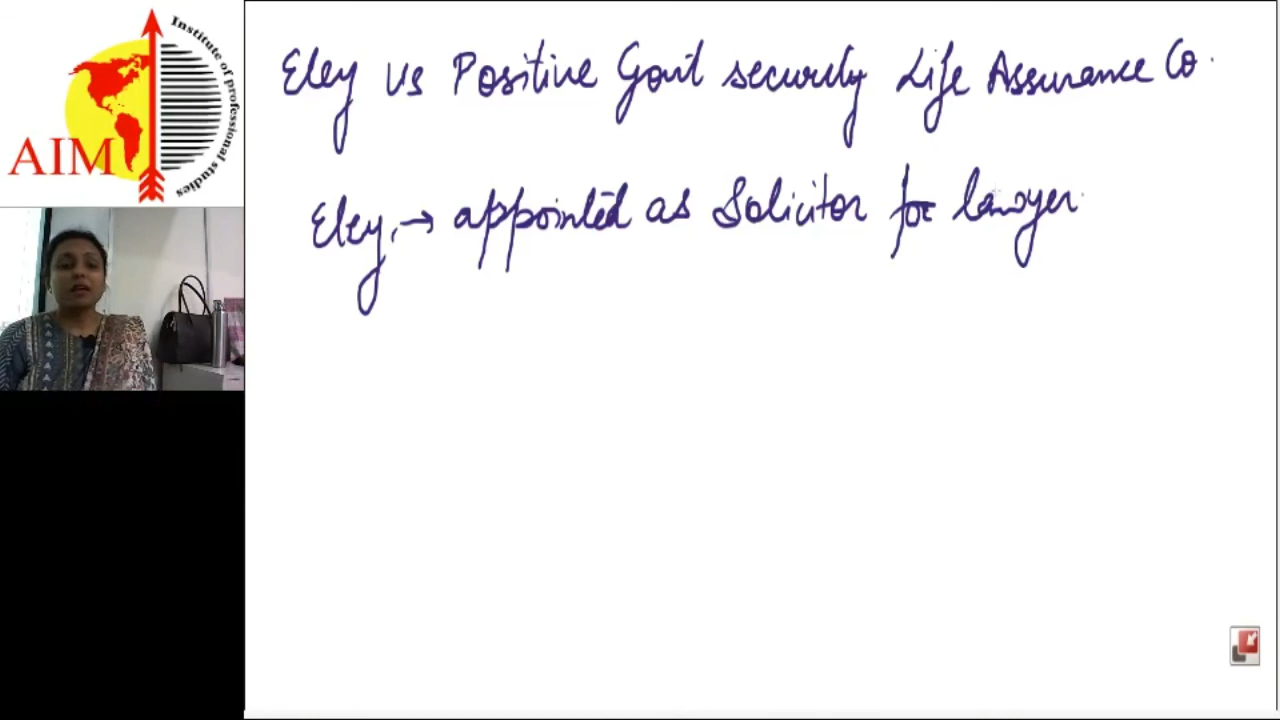 AIM
Institute of professional studies
Eley Vs Positive Govt security Life Assurance Co.
Eley, → appointed as Solicitor for lawyer